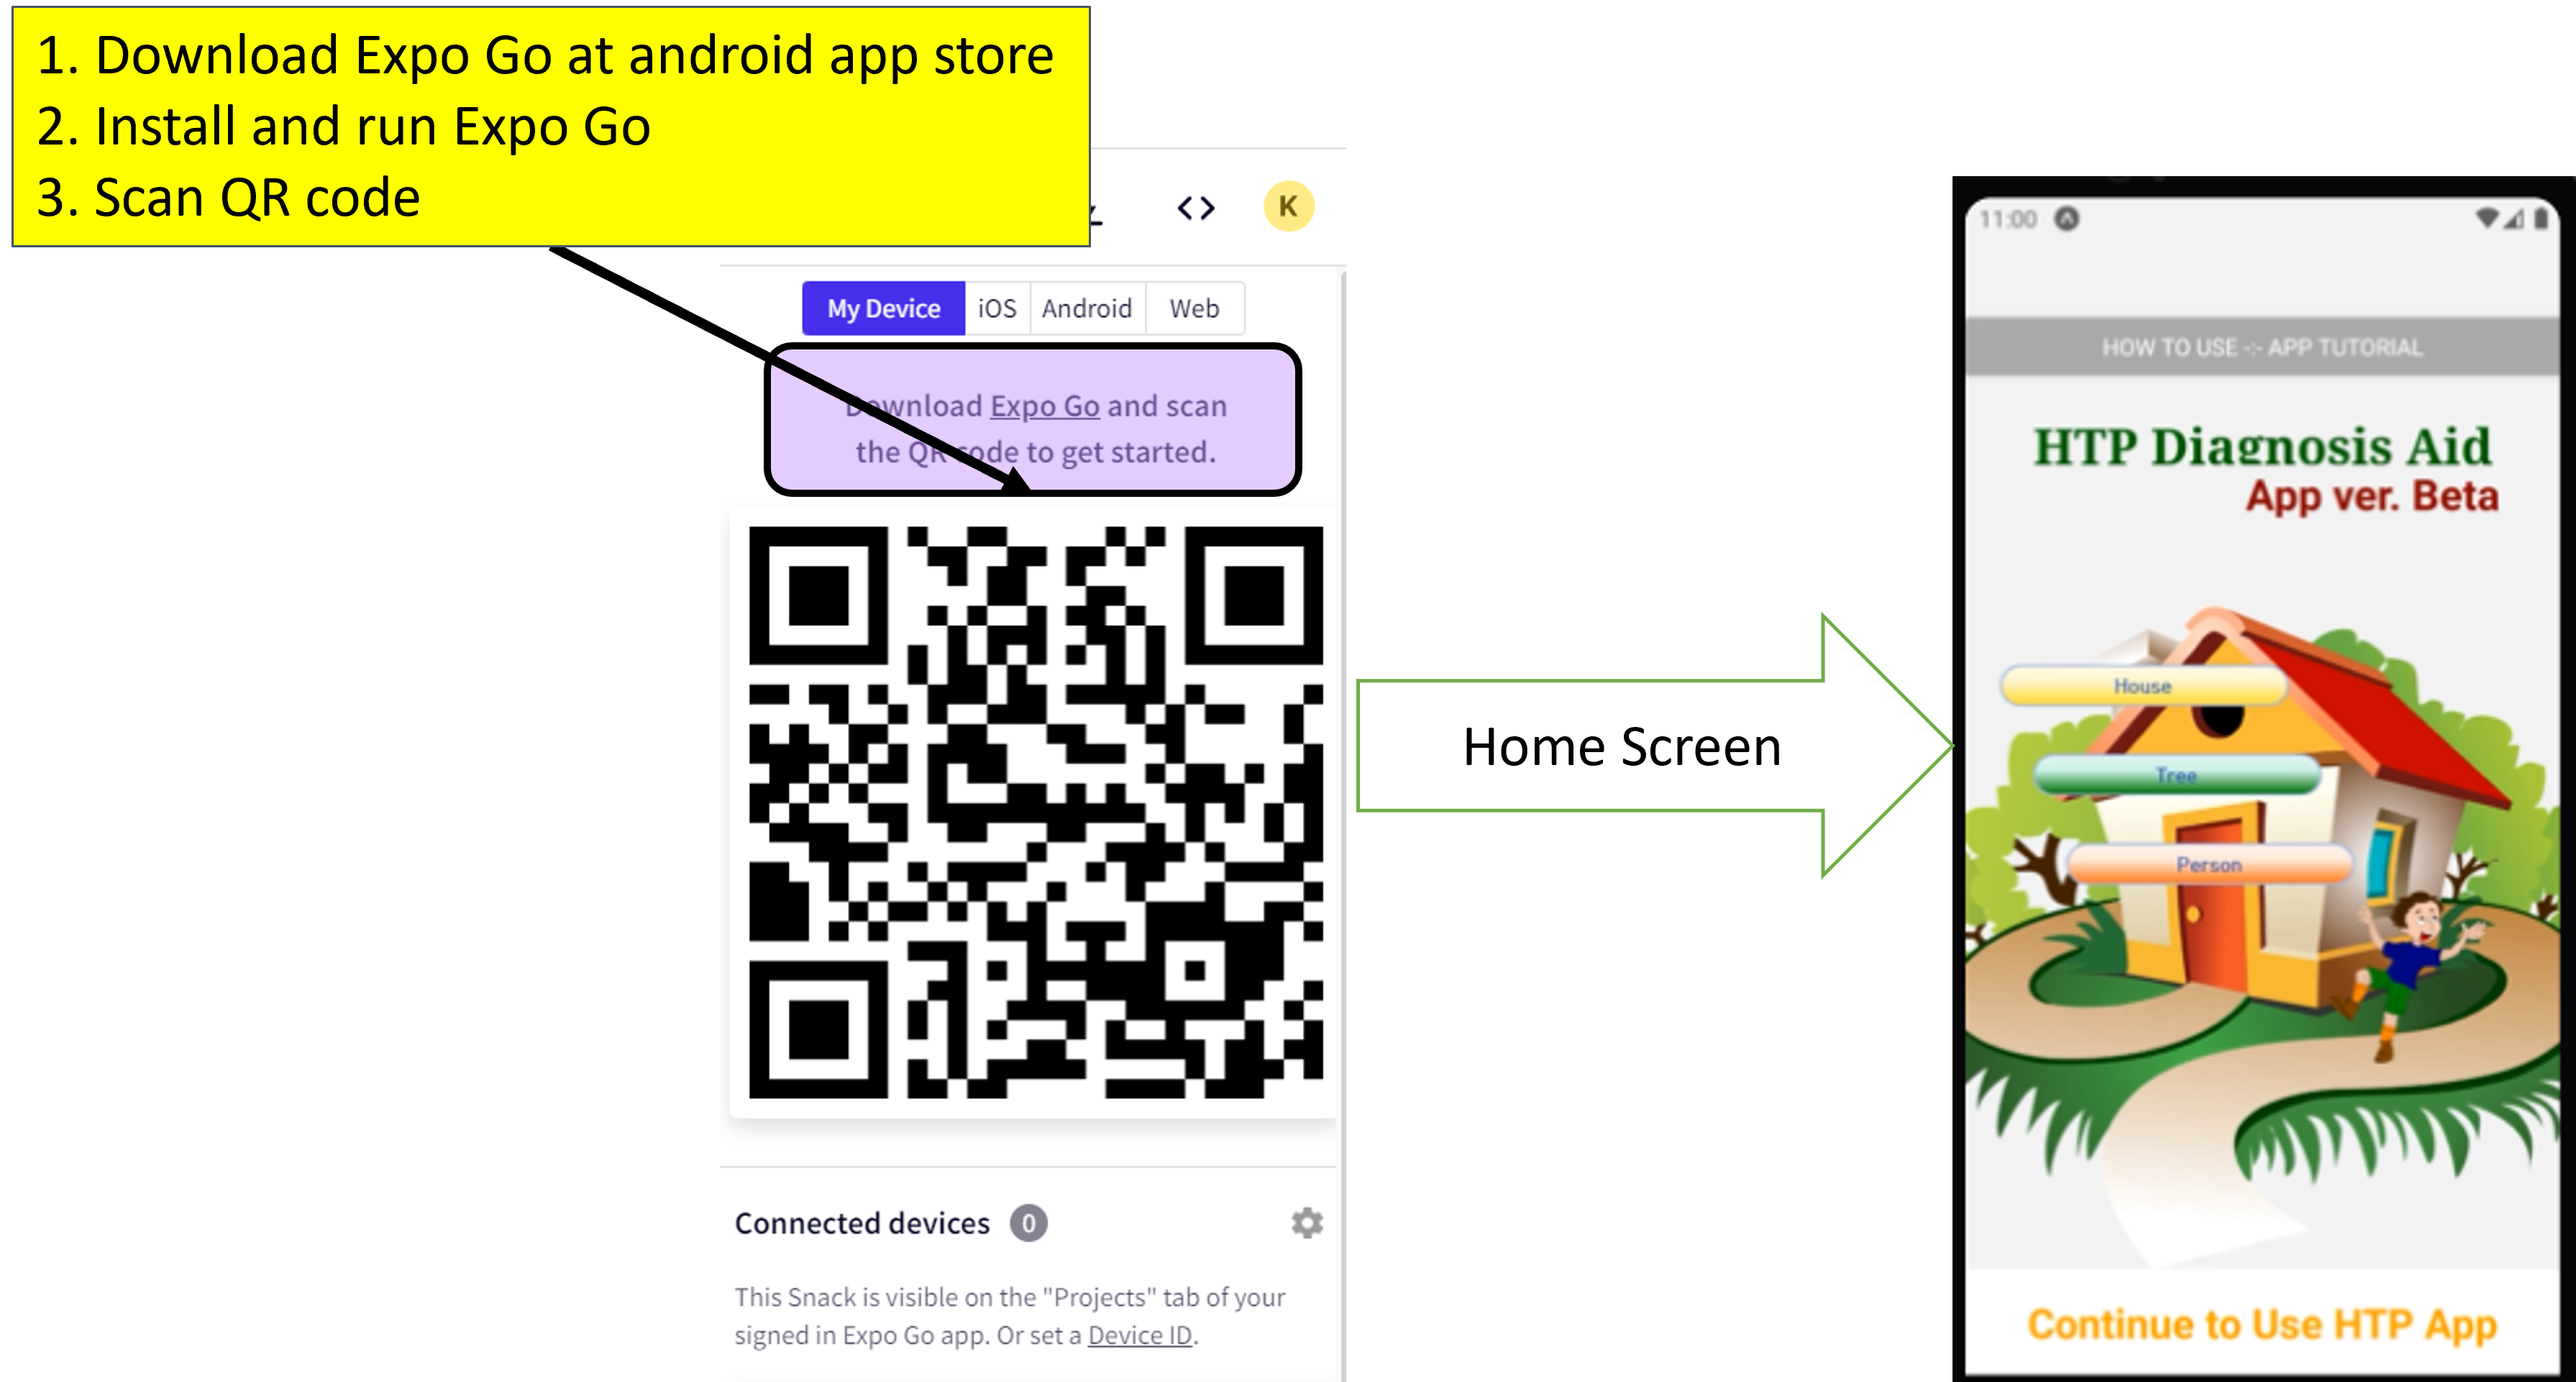 1. Download Expo Go at android app store
2. Install and run Expo Go
3. Scan QR code
K
My Device iOS Android Web
Download Expo Go and scan
the QR code to get started.
Connected devices 0
This Snack is visible on the "Projects" tab of your
signed in Expo Go app. Or set a Device ID.
Home Screen
11:00
HOW TO USE -:- APP TUTORIAL
HTP Diagnosis Aid
App ver. Beta
House
Tree
Person
Continue to Use HTP App